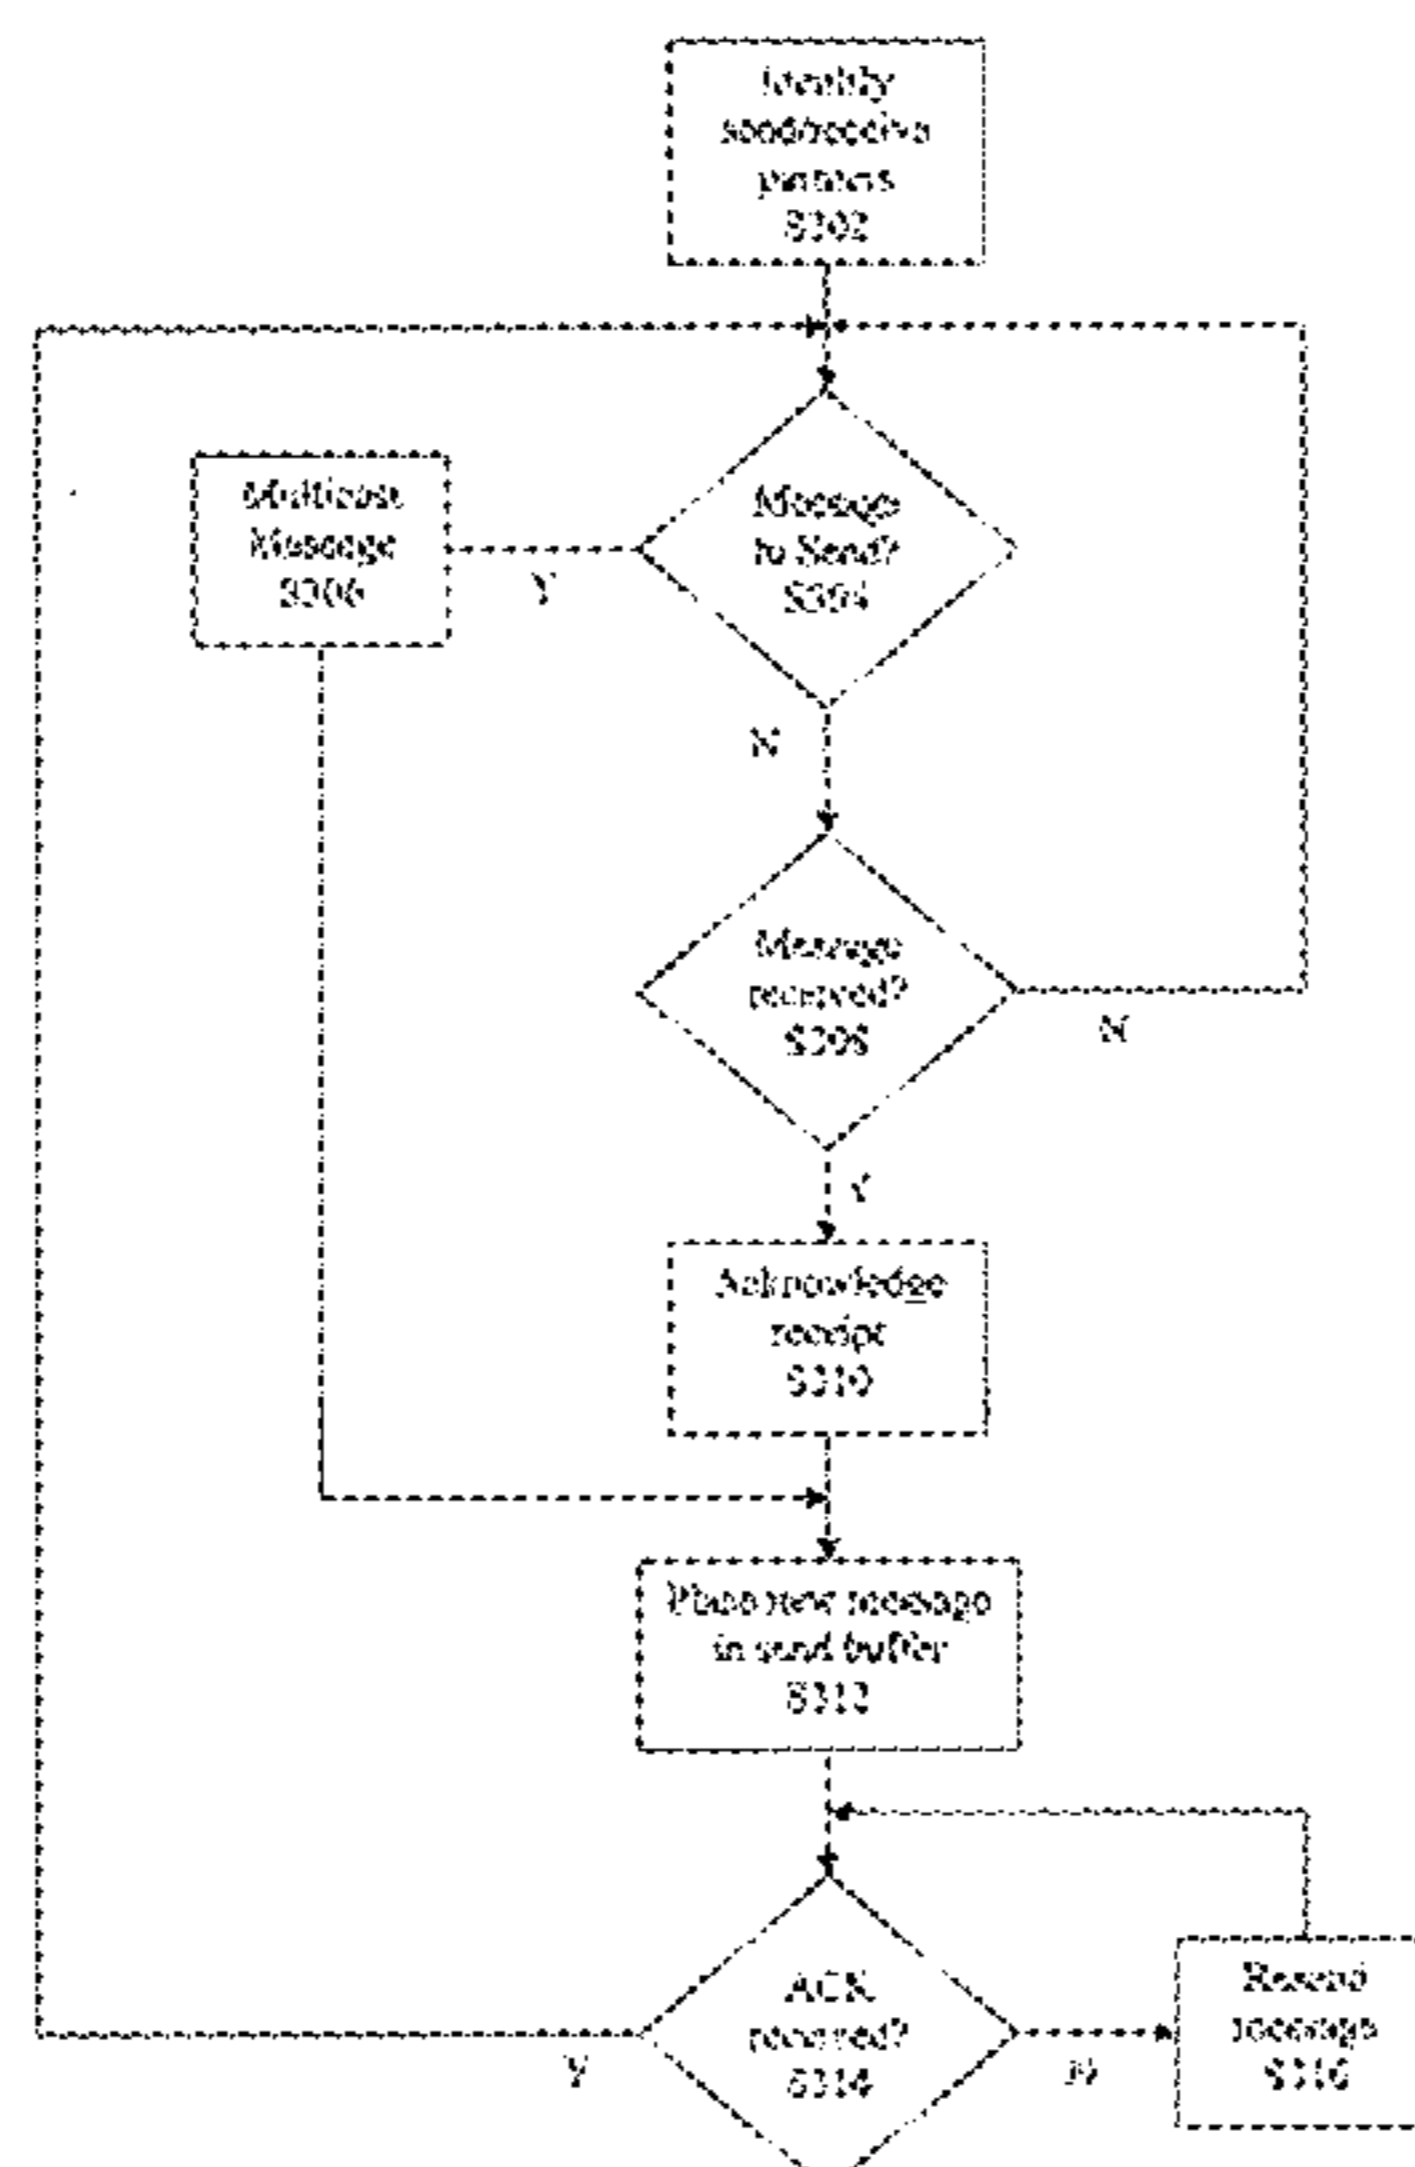 Identify
send/receive
partners
S302
Multicast
Message
S306
Message
to Send?
S304
Y
N
Message
received?
S308
N
Y
Acknowledge
receipt
S310
Place new message
in send buffer
S312
ACK
received?
Resend
message
S316
Y
N